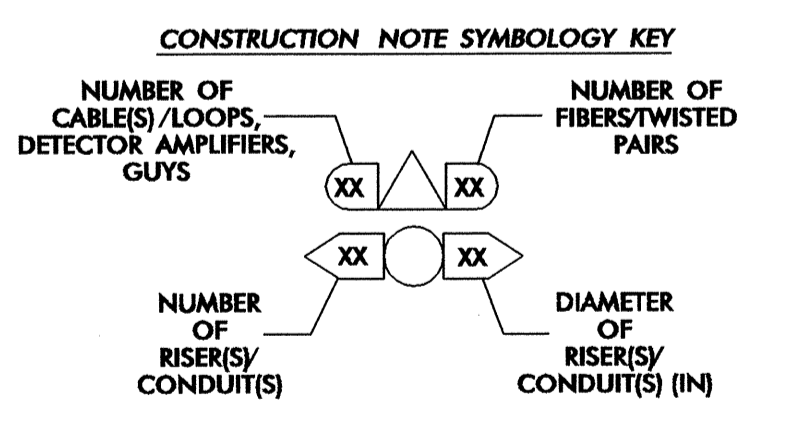 CONSTRUCTION NOTE SYMBOLOGY KEY
NUMBER OF
CABLE(S)/LOOPS,
DETECTOR AMPLIFIERS,
GUYS
NUMBER OF
FIBERS/TWISTED
PAIRS
XX
XX
XX
XX
NUMBER
OF
RISER(S)/
CONDUIT(S)
DIAMETER
OF
RISER(S)/
CONDUIT(S) (IN)